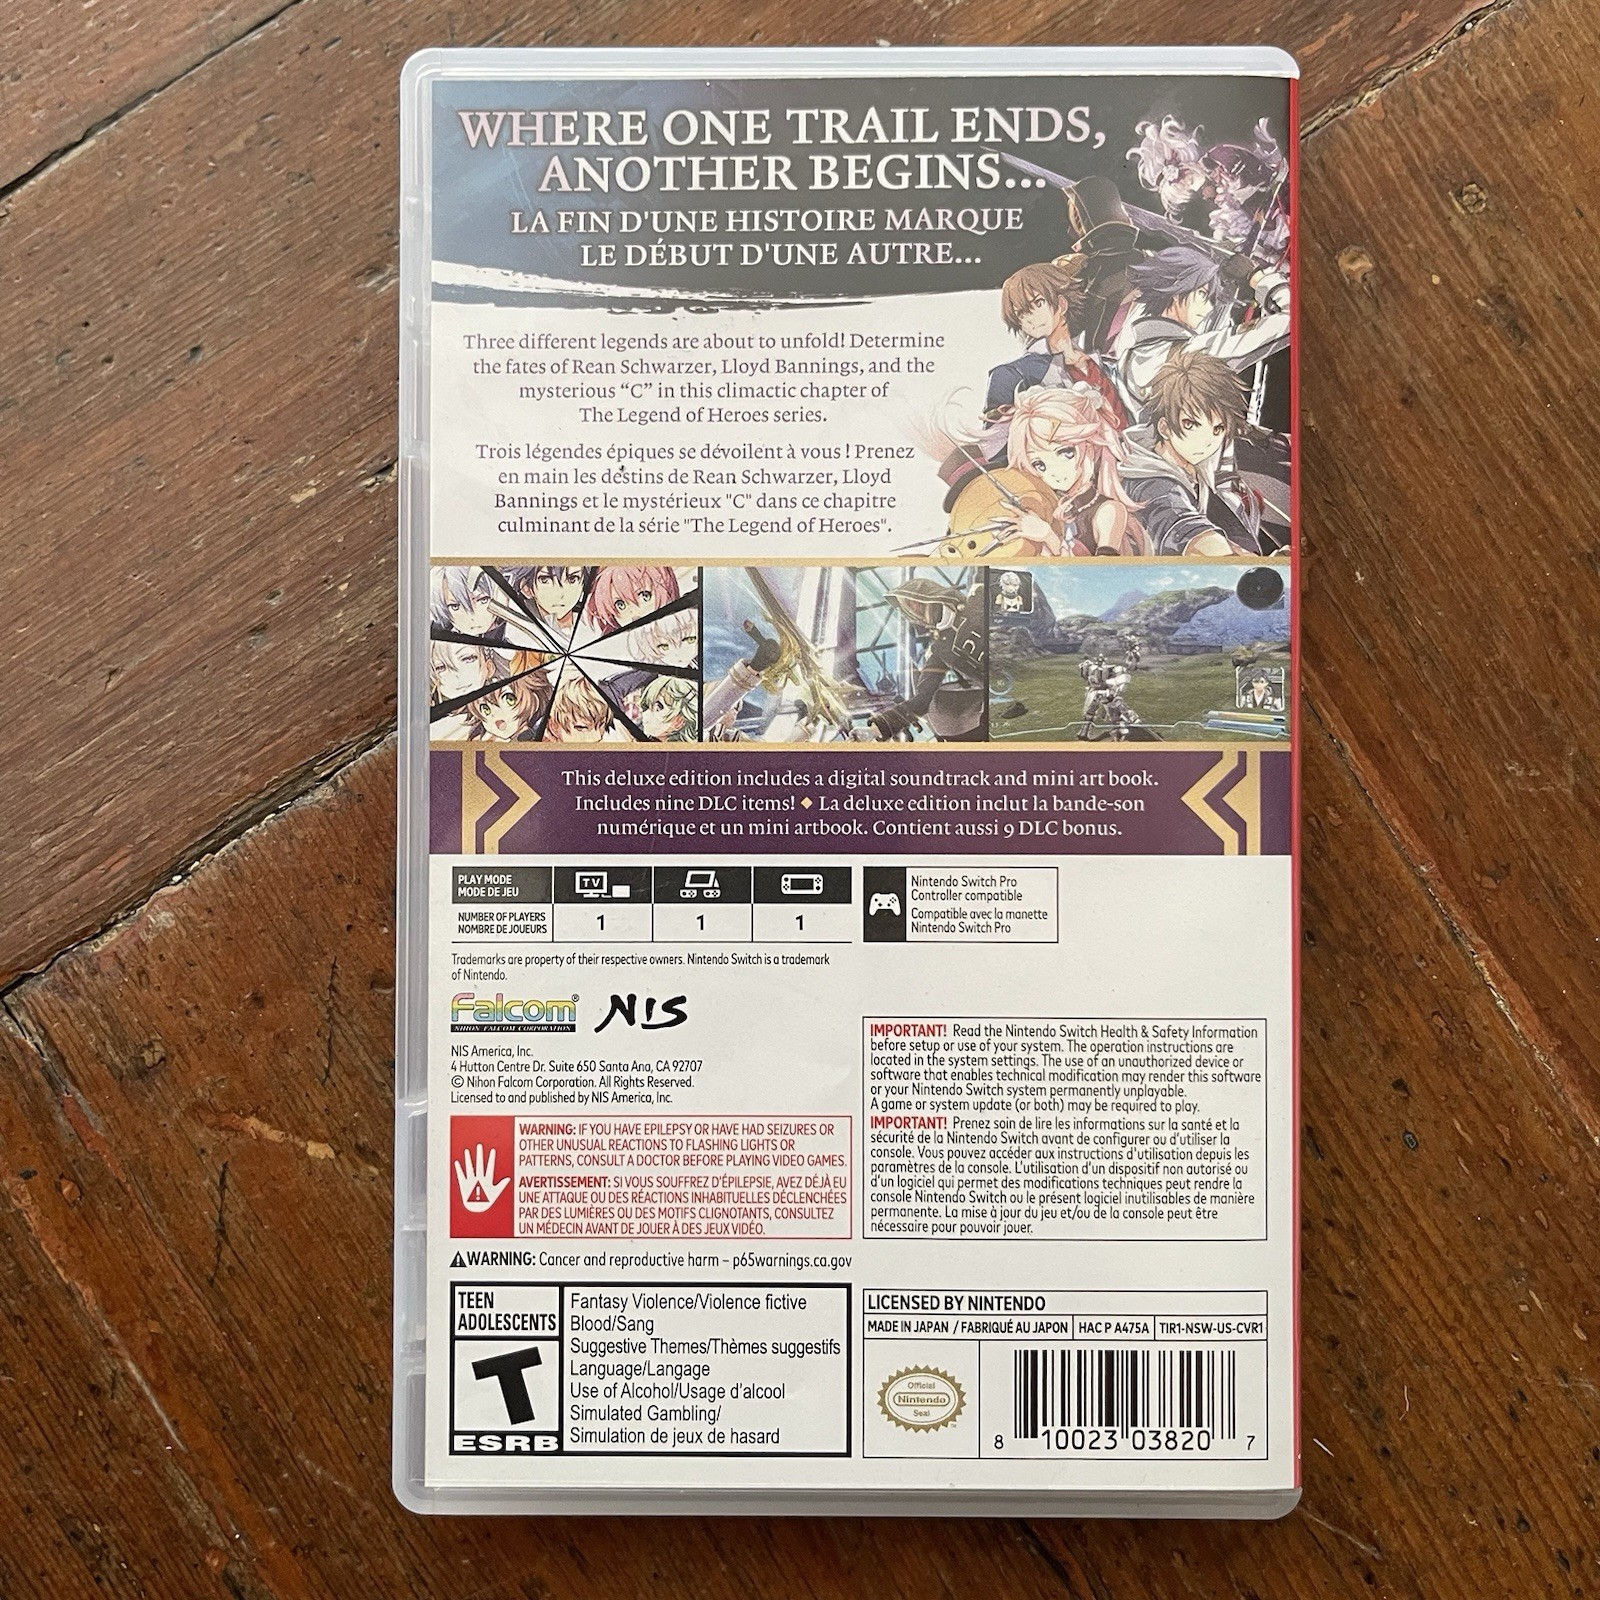 WHERE ONE TRAIL ENDS,
ANOTHER BEGINS...
LA FIN D'UNE HISTOIRE MARQUE
LE DÉBUT D'UNE AUTRE...
Three different legends are about to unfold! Determine
the fates of Rean Schwarzer, Lloyd Bannings, and the
mysterious “C” in this climactic chapter of
The Legend of Heroes series.
Trois légendes épiques se dévoilent à vous ! Prenez
en main les destins de Rean Schwarzer, Lloyd
Bannings et le mystérieux "C" dans ce chapitre
culminant de la série "The Legend of Heroes".
This deluxe edition includes a digital soundtrack and mini art book.
Includes nine DLC items! ◆ La deluxe edition inclut la bande-son
numérique et un mini artbook. Contient aussi 9 DLC bonus.
PLAY MODE
MODE DE JEU
TV
NUMBER OF PLAYERS
NOMBRE DE JOUEURS
1 1 1
Nintendo Switch Pro
Controller compatible
Compatible avec la manette
Nintendo Switch Pro
Trademarks are property of their respective owners. Nintendo Switch is a trademark
of Nintendo.
Falcom®
NIHON FALCOM CORPORATION
NIS
NIS America, Inc.
4 Hutton Centre Dr. Suite 650 Santa Ana, CA 92707
© Nihon Falcom Corporation. All Rights Reserved.
Licensed to and published by NIS America, Inc.
WARNING: IF YOU HAVE EPILEPSY OR HAVE HAD SEIZURES OR
OTHER UNUSUAL REACTIONS TO FLASHING LIGHTS OR
PATTERNS, CONSULT A DOCTOR BEFORE PLAYING VIDEO GAMES.
AVERTISSEMENT: SI VOUS SOUFFREZ D'ÉPILEPSIE, AVEZ DÉJÀ EU
UNE ATTAQUE OU DES RÉACTIONS INHABITUELLES DÉCLENCHÉES
PAR DES LUMIÈRES OU DES MOTIFS CLIGNOTANTS, CONSULTEZ
UN MÉDECIN AVANT DE JOUER À DES JEUX VIDÉO.
⚠WARNING: Cancer and reproductive harm – p65warnings.ca.gov
IMPORTANT! Read the Nintendo Switch Health & Safety Information
before setup or use of your system. The operation instructions are
located in the system settings. The use of an unauthorized device or
software that enables technical modification may render this software
or your Nintendo Switch system permanently unplayable.
A game or system update (or both) may be required to play.
IMPORTANT! Prenez soin de lire les informations sur la santé et la
sécurité de la Nintendo Switch avant de configurer ou d'utiliser la
console. Vous pouvez accéder aux instructions d'utilisation depuis les
paramètres de la console. L'utilisation d'un dispositif non autorisé ou
d'un logiciel qui permet des modifications techniques peut rendre la
console Nintendo Switch ou le présent logiciel inutilisables de manière
permanente. La mise à jour du jeu et/ou de la console peut être
nécessaire pour pouvoir jouer.
TEEN
ADOLESCENTS
T
ESRB
Fantasy Violence/Violence fictive
Blood/Sang
Suggestive Themes/Thèmes suggestifs
Language/Langage
Use of Alcohol/Usage d'alcool
Simulated Gambling/
Simulation de jeux de hasard
LICENSED BY NINTENDO
MADE IN JAPAN / FABRIQUÉ AU JAPON HAC P A475A TIR1-NSW-US-CVR1
Official
Nintendo
Seal
8 10023 03820 7